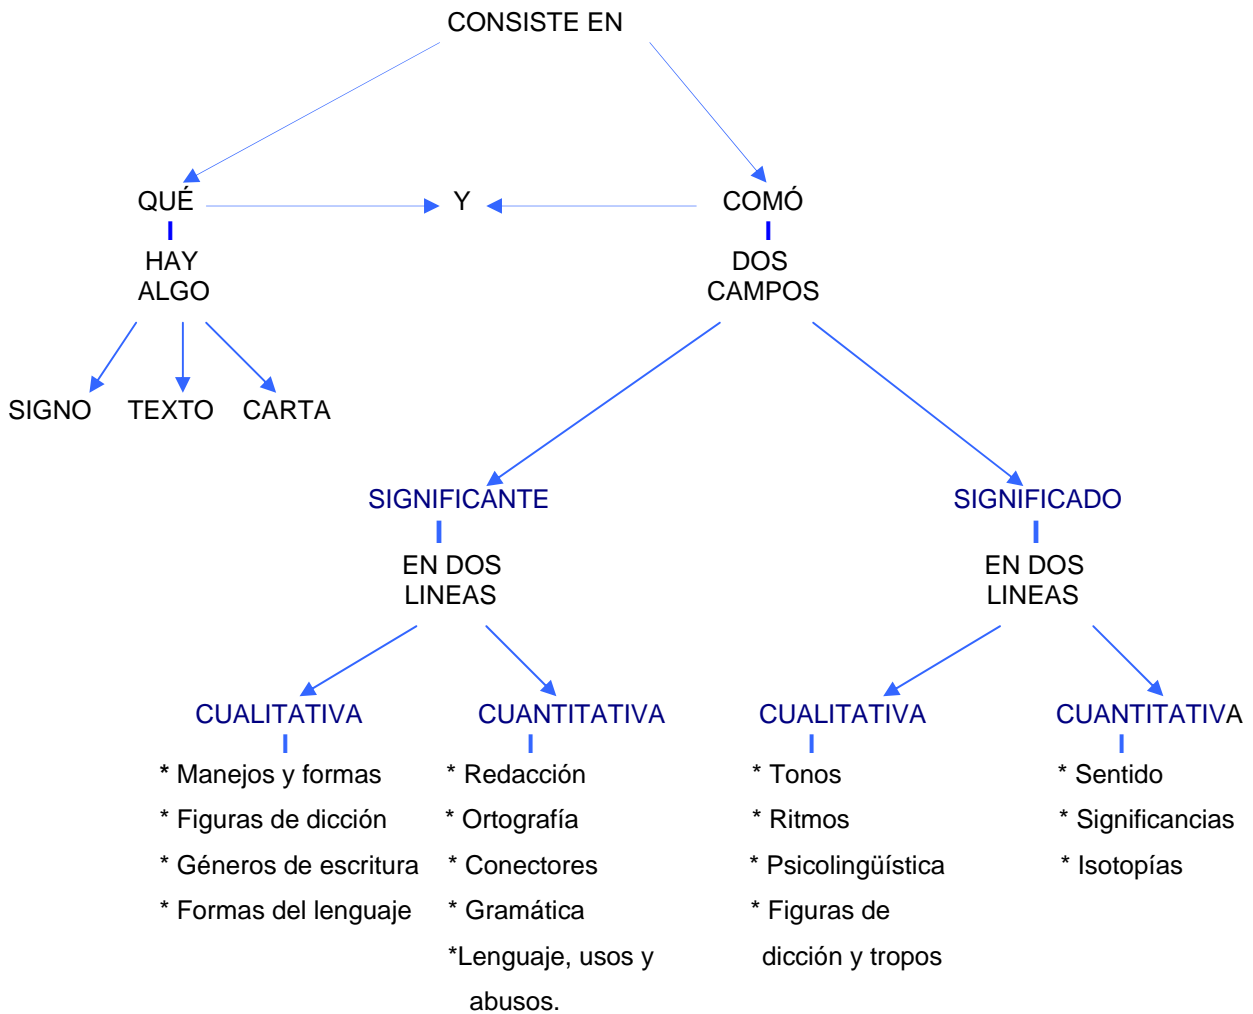 CONSISTE EN
QUÉ
Y
COMÓ
HAY
ALGO
DOS
CAMPOS
SIGNO
TEXTO
CARTA
SIGNIFICANTE
SIGNIFICADO
EN DOS
LINEAS
EN DOS
LINEAS
CUALITATIVA
CUANTITATIVA
CUALITATIVA
CUANTITATIVA
* Manejos y formas
* Figuras de dicción
* Géneros de escritura
* Formas del lenguaje
* Redacción
* Ortografía
* Conectores
* Gramática
*Lenguaje, usos y
abusos.
* Tonos
* Ritmos
* Psicolingüística
* Figuras de
dicción y tropos
* Sentido
* Significancias
* Isotopías